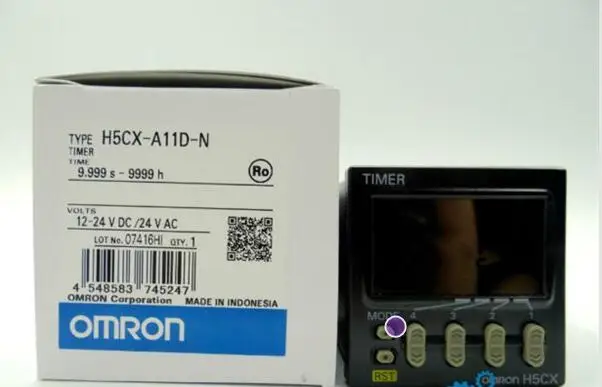 TYPE H5CX-A11D-N
TIMER
TIME
9.999 s - 9999 h
Ro
VOLTS
12-24 V DC /24 V AC
LOT No. 07416HI QTY. 1
4 548583 745247
OMRON Corporation MADE IN INDONESIA
OMRON
TIMER
4 3 2 1
RST
omron H5CX